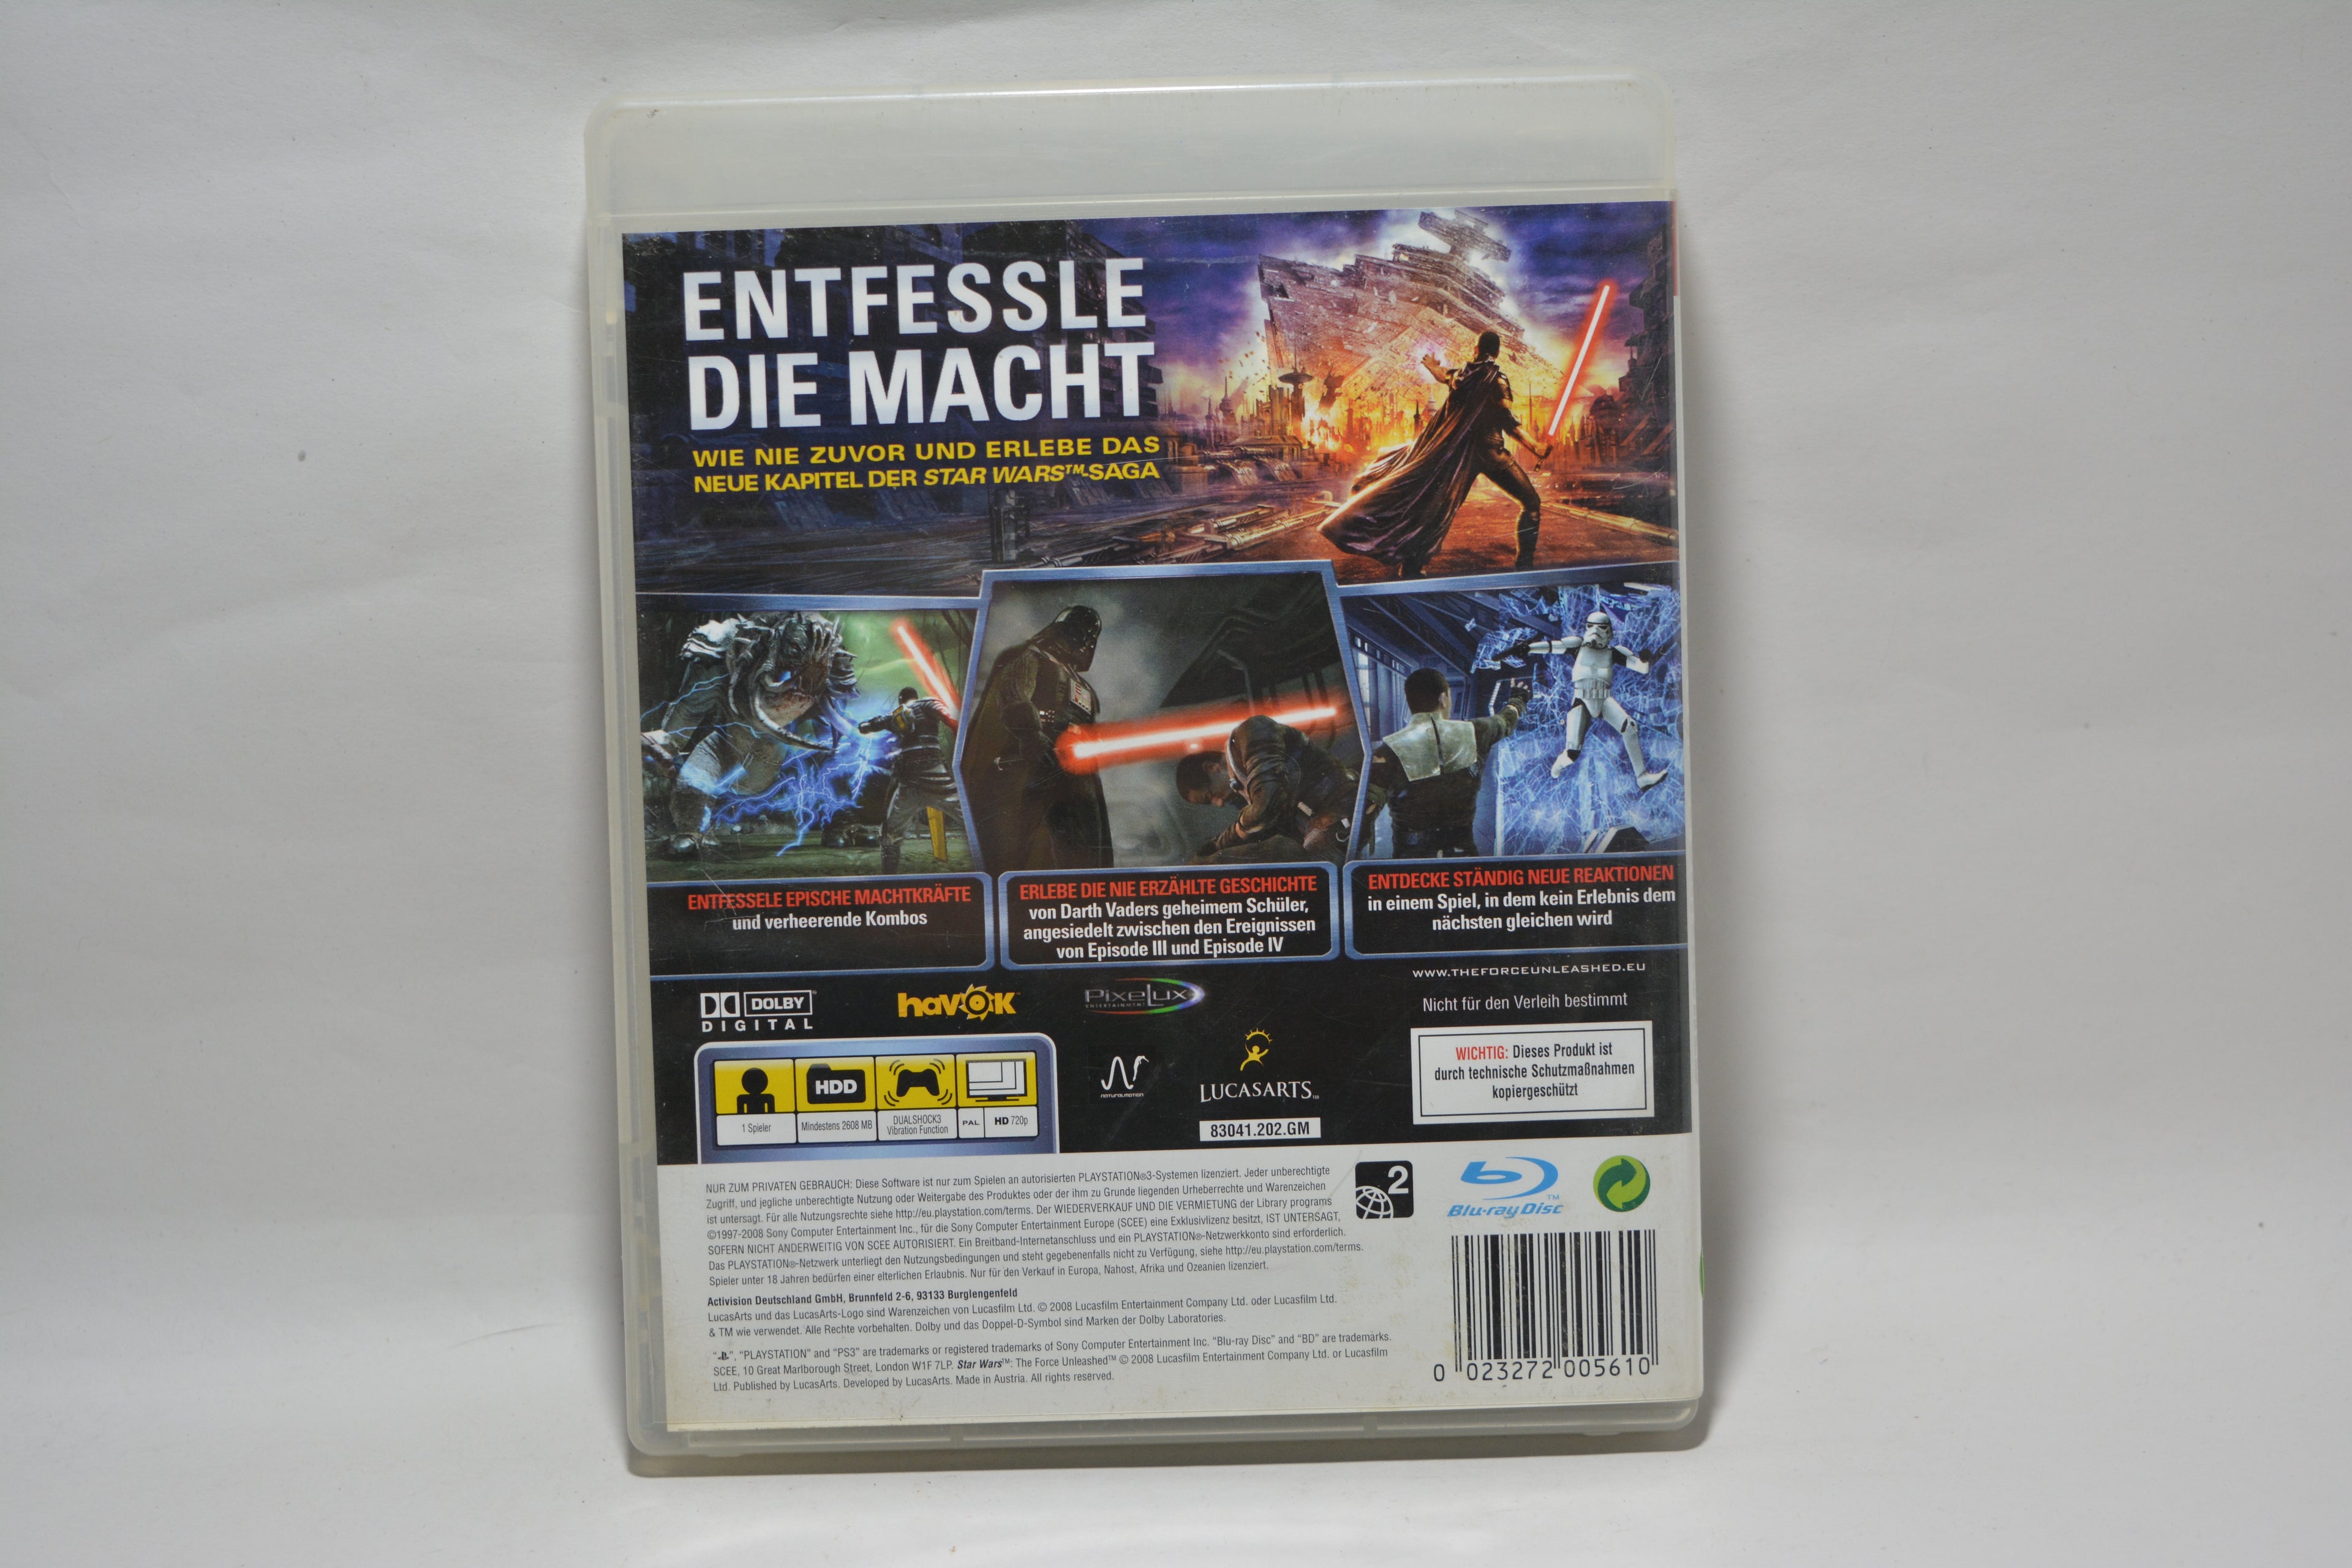 ENTFESSLE
DIE MACHT
WIE NIE ZUVOR UND ERLEBE DAS
NEUE KAPITEL DER STAR WARS™-SAGA
ENTFESSELE EPISCHE MACHTKRÄFTE
und verheerende Kombos
ERLEBE DIE NIE ERZÄHLTE GESCHICHTE
von Darth Vaders geheimem Schüler,
angesiedelt zwischen den Ereignissen
von Episode III und Episode IV
ENTDECKE STÄNDIG NEUE REAKTIONEN
in einem Spiel, in dem kein Erlebnis dem
nächsten gleichen wird
WWW.THEFORCEUNLEASHED.EU
Nicht für den Verleih bestimmt
DOLBY®
DIGITAL
havok™
PixeLux
ENTERTAINMENT
WICHTIG: Dieses Produkt ist
durch technische Schutzmaßnahmen
kopiergeschützt
HDD
1 Spieler
Mindestens 2608 MB
DUALSHOCK3
Vibration Function
PAL
HD 720p
naturalmotion
LUCASARTS™
83041.202.GM
NUR ZUM PRIVATEN GEBRAUCH: Diese Software ist nur zum Spielen an autorisierten PLAYSTATION®3-Systemen lizenziert. Jeder unberechtigte
Zugriff, und jegliche unberechtigte Nutzung oder Weitergabe des Produktes oder der ihm zu Grunde liegenden Urheberrechte und Warenzeichen
ist untersagt. Für alle Nutzungsrechte siehe http://eu.playstation.com/terms. Der WIEDERVERKAUF UND DIE VERMIETUNG der Library programs
©1997-2008 Sony Computer Entertainment Inc., für die Sony Computer Entertainment Europe (SCEE) eine Exklusivlizenz besitzt, IST UNTERSAGT,
SOFERN NICHT ANDERWEITIG VON SCEE AUTORISIERT. Ein Breitband-Internetanschluss und ein PLAYSTATION®-Netzwerkkonto sind erforderlich.
Das PLAYSTATION®-Netzwerk unterliegt den Nutzungsbedingungen und steht gegebenenfalls nicht zu Verfügung, siehe http://eu.playstation.com/terms.
Spieler unter 18 Jahren bedürfen einer elterlichen Erlaubnis. Nur für den Verkauf in Europa, Nahost, Afrika und Ozeanien lizenziert.
Activision Deutschland GmbH, Brunnfeld 2-6, 93133 Burglengenfeld
LucasArts und das LucasArts-Logo sind Warenzeichen von Lucasfilm Ltd. © 2008 Lucasfilm Entertainment Company Ltd. oder Lucasfilm Ltd.
& TM wie verwendet. Alle Rechte vorbehalten. Dolby und das Doppel-D-Symbol sind Marken der Dolby Laboratories.
"", "PLAYSTATION" and "PS3" are trademarks or registered trademarks of Sony Computer Entertainment Inc. "Blu-ray Disc" and "BD" are trademarks.
SCEE, 10 Great Marlborough Street, London W1F 7LP. Star Wars™: The Force Unleashed™ © 2008 Lucasfilm Entertainment Company Ltd. or Lucasfilm
Ltd. Published by LucasArts. Developed by LucasArts. Made in Austria. All rights reserved.
2
Blu-ray Disc™
0 023272 005610